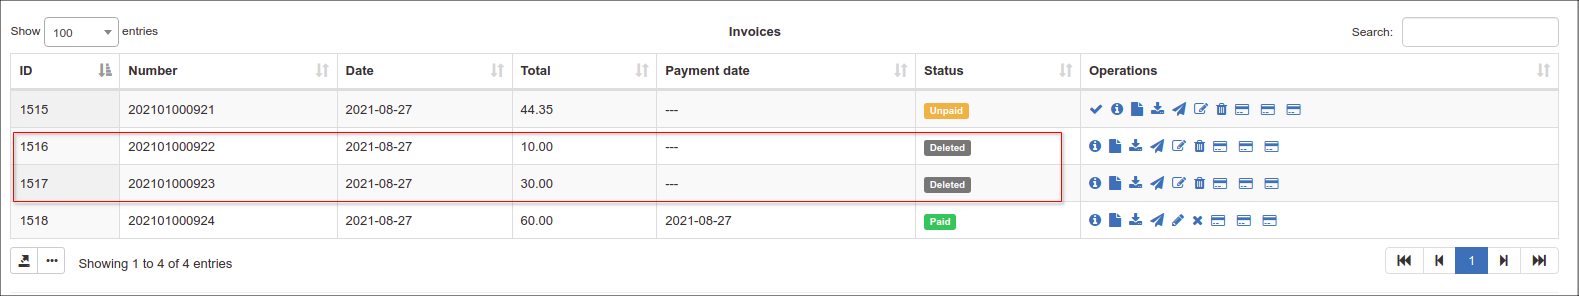 Show 100 entries Invoices Search:
ID Number Date Total Payment date Status Operations
1515 202101000921 2021-08-27 44.35 --- Unpaid
1516 202101000922 2021-08-27 10.00 --- Deleted
1517 202101000923 2021-08-27 30.00 --- Deleted
1518 202101000924 2021-08-27 60.00 2021-08-27 Paid
Showing 1 to 4 of 4 entries 1